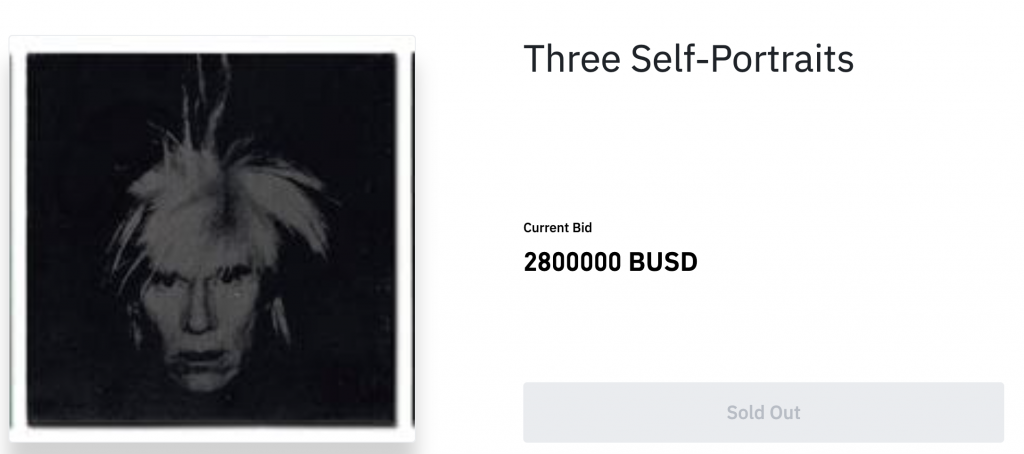 Three Self-Portraits
Current Bid
2800000 BUSD
Sold Out